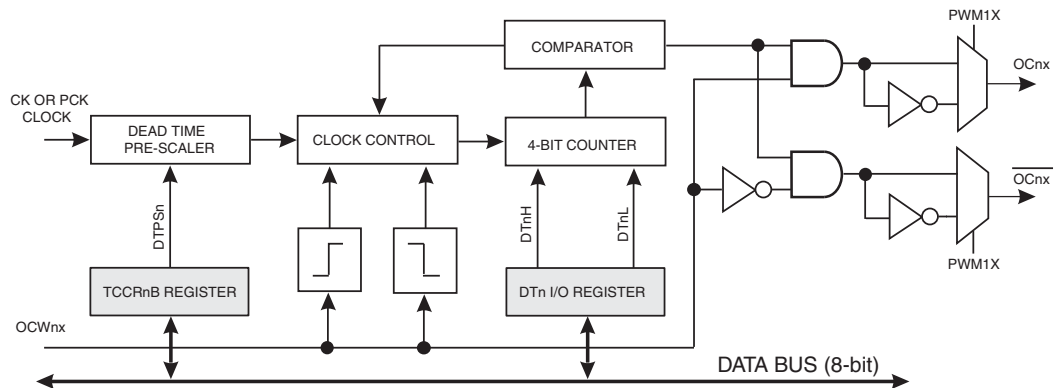 PWM1X
COMPARATOR
OCnx
CK OR PCK
CLOCK
DEAD TIME
PRE-SCALER
CLOCK CONTROL
4-BIT COUNTER
OCnx
DTPSn
DTnH
DTnL
PWM1X
TCCRnB REGISTER
DTn I/O REGISTER
OCWnx
DATA BUS (8-bit)